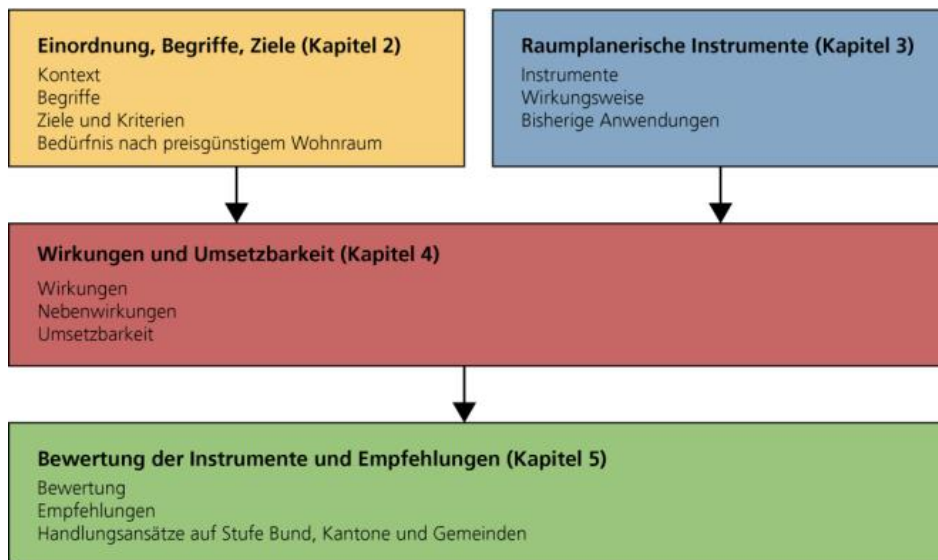 Einordnung, Begriffe, Ziele (Kapitel 2)
Kontext
Begriffe
Ziele und Kriterien
Bedürfnis nach preisgünstigem Wohnraum
Raumplanerische Instrumente (Kapitel 3)
Instrumente
Wirkungsweise
Bisherige Anwendungen
Wirkungen und Umsetzbarkeit (Kapitel 4)
Wirkungen
Nebenwirkungen
Umsetzbarkeit
Bewertung der Instrumente und Empfehlungen (Kapitel 5)
Bewertung
Empfehlungen
Handlungsansätze auf Stufe Bund, Kantone und Gemeinden